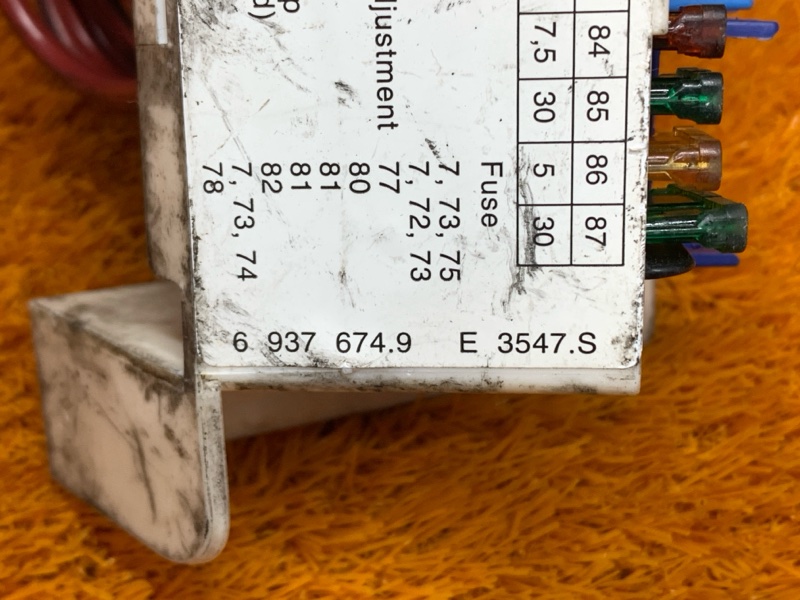 84 85 86 87
7,5 30 5 30
Fuse
7, 73, 75
7, 72, 73
justment 77
80
81
p 81
d) 82
7, 73, 74
78
6 937 674.9 E 3547.S